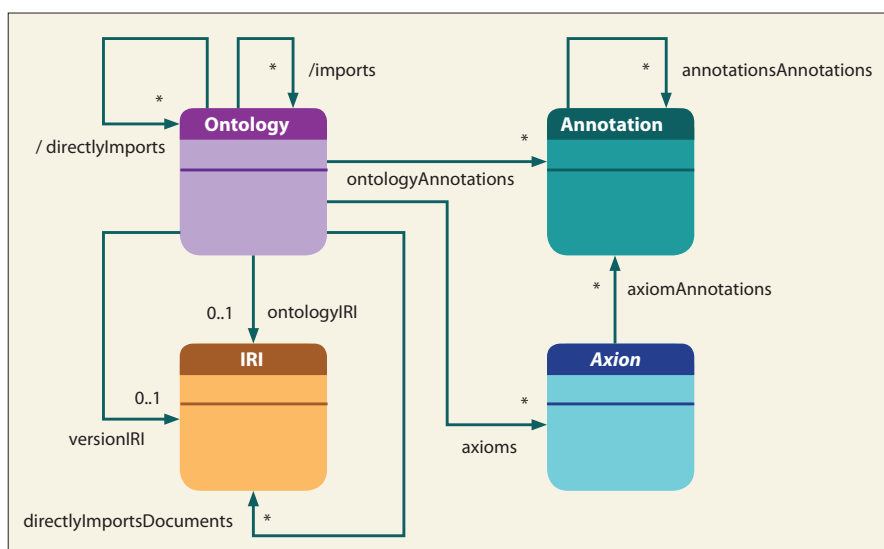 *
/imports
*
annotationsAnnotations
*
Ontology
Annotation
/ directlyImports
*
ontologyAnnotations
*
axiomAnnotations
0..1
ontologyIRI
IRI
Axion
0..1
*
versionIRI
axioms
directlyImportsDocuments
*